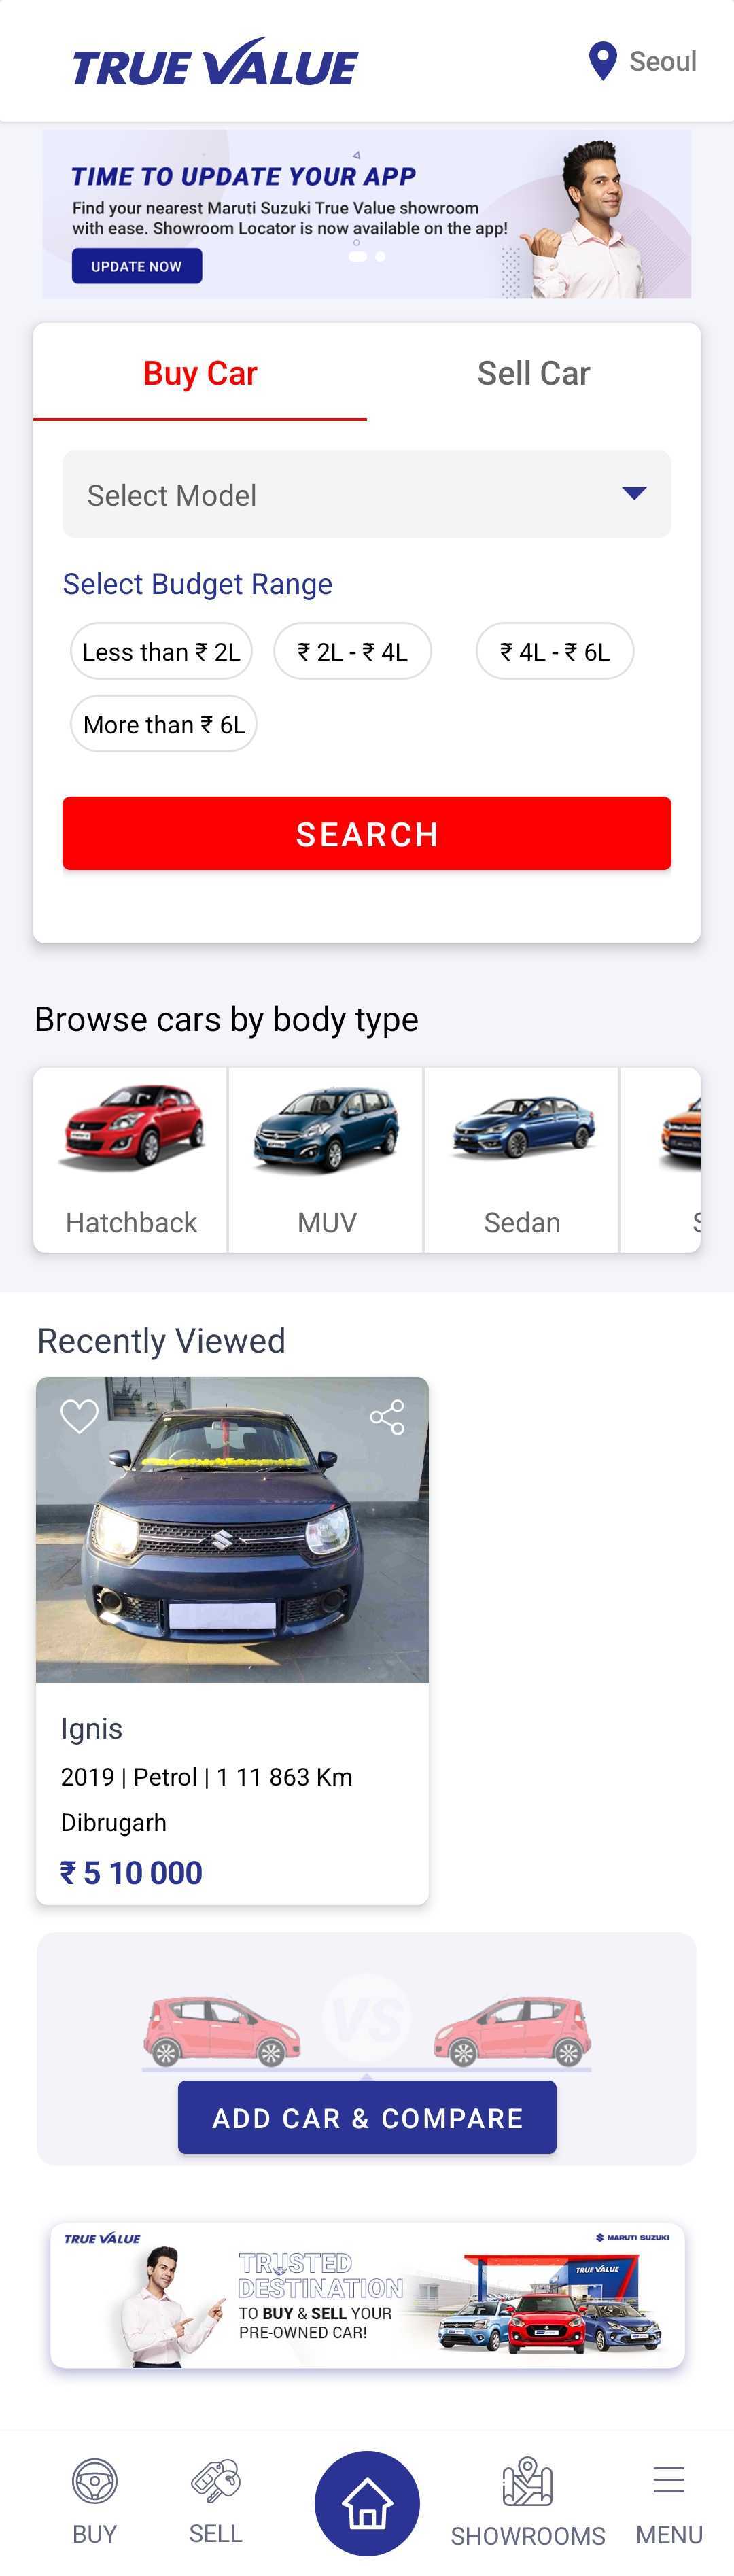 TRUE VALUE
Seoul
TIME TO UPDATE YOUR APP
Find your nearest Maruti Suzuki True Value showroom
with ease. Showroom Locator is now available on the app!
UPDATE NOW
Buy Car
Sell Car
Select Model
Select Budget Range
Less than ₹ 2L
₹ 2L - ₹ 4L
₹ 4L - ₹ 6L
More than ₹ 6L
SEARCH
Browse cars by body type
Hatchback
MUV
Sedan
Recently Viewed
Ignis
2019 | Petrol | 1 11 863 Km
Dibrugarh
₹ 5 10 000
VS
ADD CAR & COMPARE
TRUE VALUE
MARUTI SUZUKI
TRUSTED
DESTINATION
TO BUY & SELL YOUR
PRE-OWNED CAR!
TRUE VALUE
BUY
SELL
SHOWROOMS
MENU